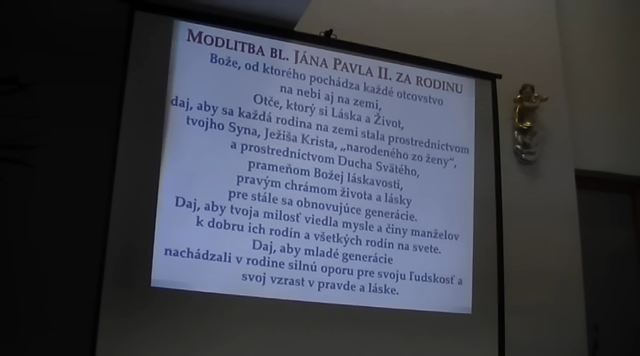 MODLITBA BL. JÁNA PAVLA II. ZA RODINU
Bože, od ktorého pochádza každé otcovstvo
na nebi aj na zemi,
Otče, ktorý si Láska a Život,
daj, aby sa každá rodina na zemi stala prostredníctvom
tvojho Syna, Ježiša Krista, „narodeného zo ženy“,
a prostredníctvom Ducha Svätého,
prameňom Božej láskavosti,
pravým chrámom života a lásky
pre stále sa obnovujúce generácie.
Daj, aby tvoja milosť viedla mysle a činy manželov
k dobru ich rodín a všetkých rodín na svete.
Daj, aby mladé generácie
nachádzali v rodine silnú oporu pre svoju ľudskosť a
svoj vzrast v pravde a láske.